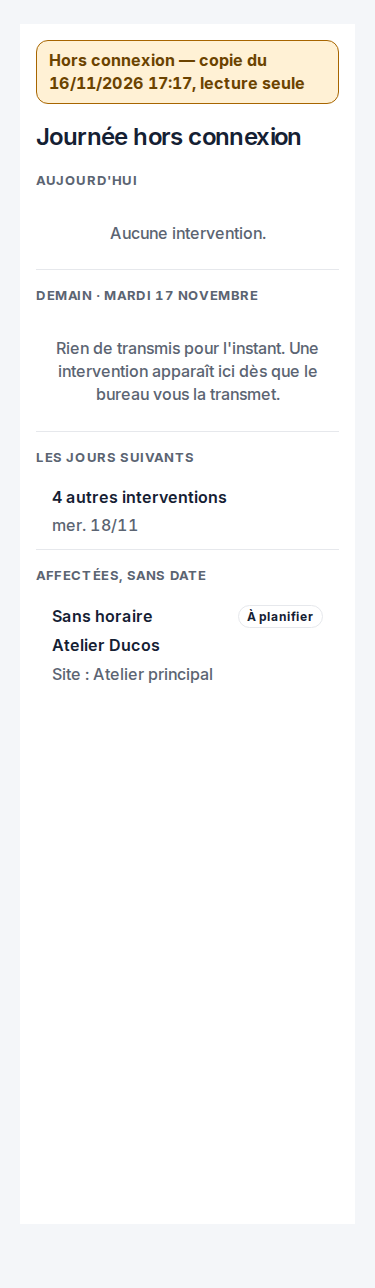 Hors connexion — copie du
16/11/2026 17:17, lecture seule
Journée hors connexion
AUJOURD'HUI
Aucune intervention.
DEMAIN · MARDI 17 NOVEMBRE
Rien de transmis pour l'instant. Une
intervention apparaît ici dès que le
bureau vous la transmet.
LES JOURS SUIVANTS
4 autres interventions
mer. 18/11
AFFECTÉES, SANS DATE
Sans horaire
À planifier
Atelier Ducos
Site : Atelier principal